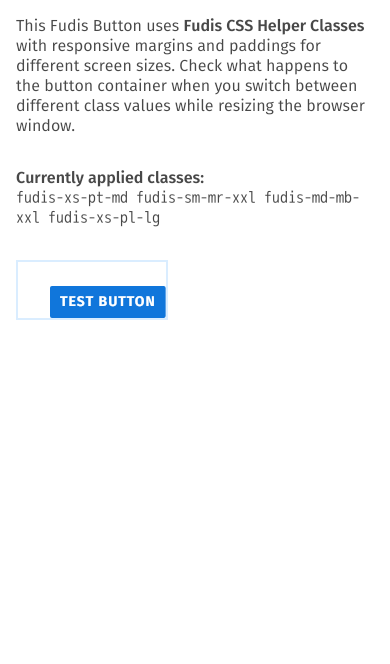 This Fudis Button uses Fudis CSS Helper Classes
with responsive margins and paddings for
different screen sizes. Check what happens to
the button container when you switch between
different class values while resizing the browser
window.
Currently applied classes:
fudis-xs-pt-md fudis-sm-mr-xxl fudis-md-mb-
xxl fudis-xs-pl-lg
TEST BUTTON